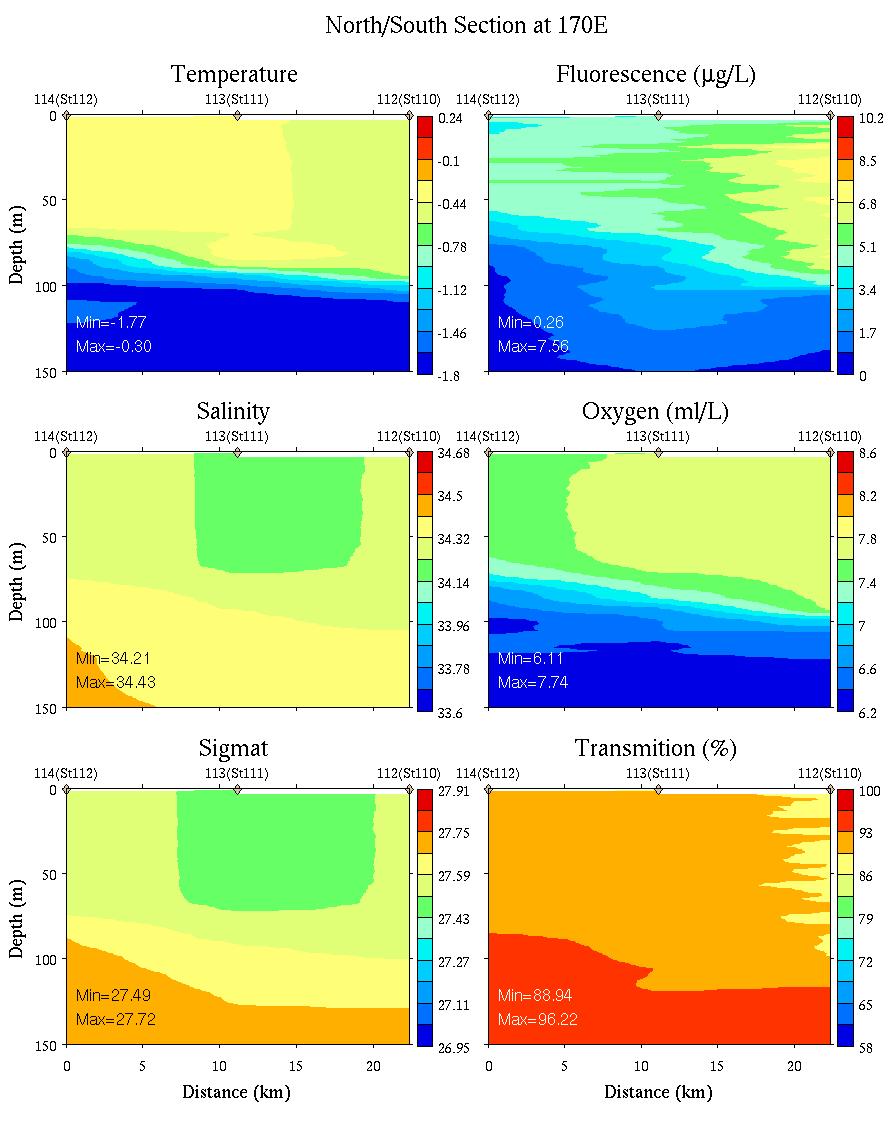 North/South Section at 170E
Temperature
Fluorescence (µg/L)
114(St112) 113(St111) 112(St110)
114(St112) 113(St111) 112(St110)
0
50
100
150
Depth (m)
Min=-1.77
Max=-0.30
0.24
-0.1
-0.44
-0.78
-1.12
-1.46
-1.8
Min=0.26
Max=7.56
10.2
8.5
6.8
5.1
3.4
1.7
0
Salinity
Oxygen (ml/L)
114(St112) 113(St111) 112(St110)
114(St112) 113(St111) 112(St110)
0
50
100
150
Depth (m)
Min=34.21
Max=34.43
34.68
34.5
34.32
34.14
33.96
33.78
33.6
Min=6.11
Max=7.74
8.6
8.2
7.8
7.4
7
6.6
6.2
Sigmat
Transmition (%)
114(St112) 113(St111) 112(St110)
114(St112) 113(St111) 112(St110)
0
50
100
150
Depth (m)
Min=27.49
Max=27.72
27.91
27.75
27.59
27.43
27.27
27.11
26.95
Min=88.94
Max=96.22
100
93
86
79
72
65
58
0 5 10 15 20
0 5 10 15 20
Distance (km)
Distance (km)